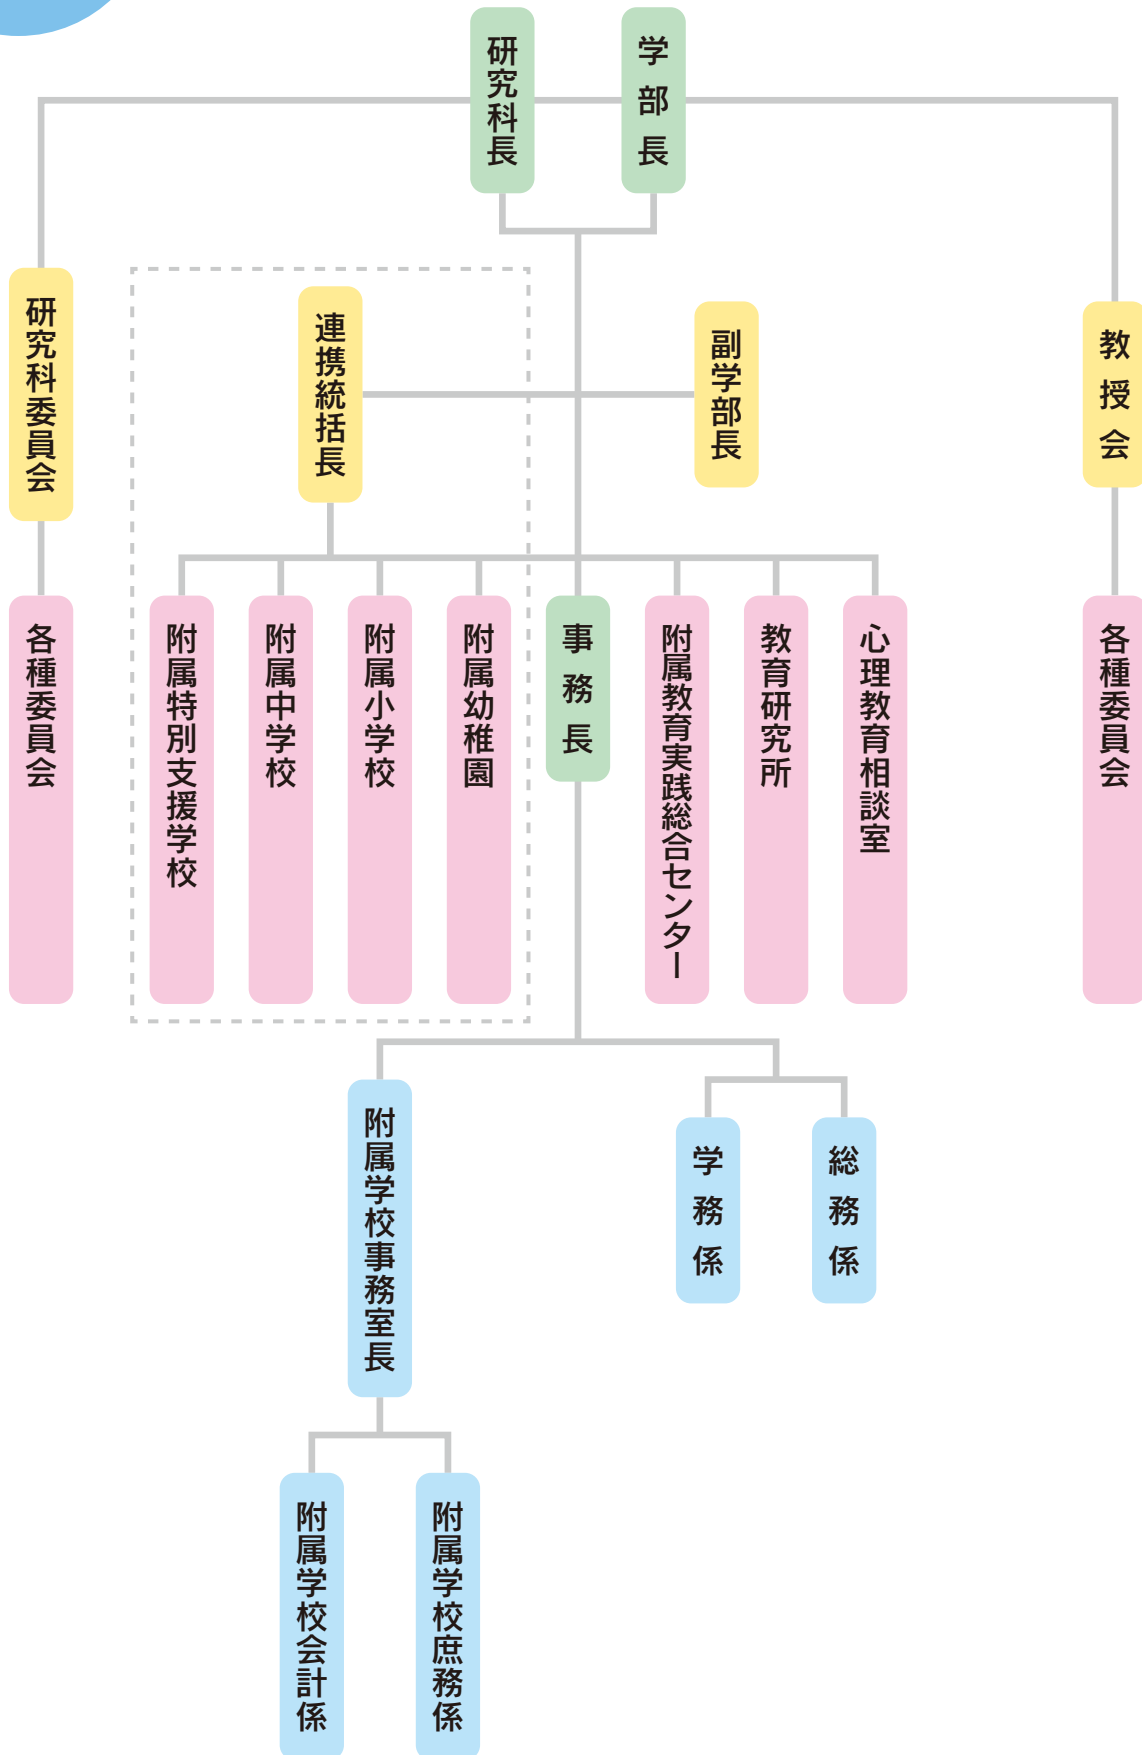 学部長
研究科長
教授会
副学部長
連携統括長
研究科委員会
各種委員会
心理教育相談室
教育研究所
附属教育実践総合センター
事務長
附属幼稚園
附属小学校
附属中学校
附属特別支援学校
各種委員会
総務係
学務係
附属学校事務室長
附属学校庶務係
附属学校会計係